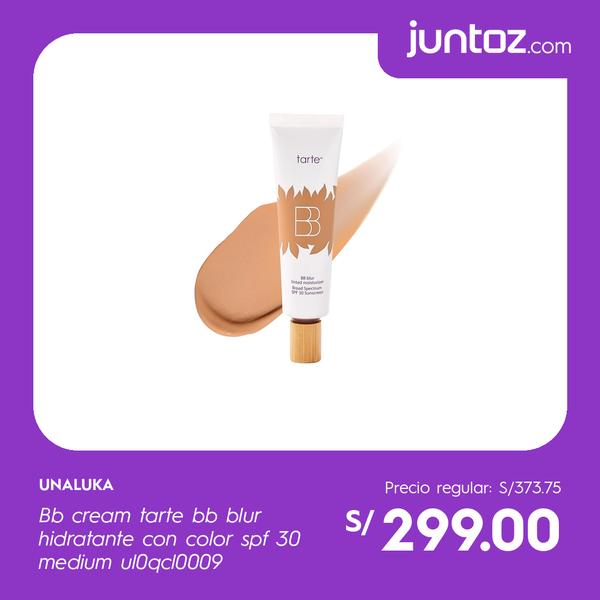 juntoz.com
tarte™
BB
BB blur
tinted moisturizer
Broad Spectrum
SPF 30 Sunscreen
UNALUKA
Bb cream tarte bb blur
hidratante con color spf 30
medium ul0qcl0009
Precio regular: S/373.75
S/299.00